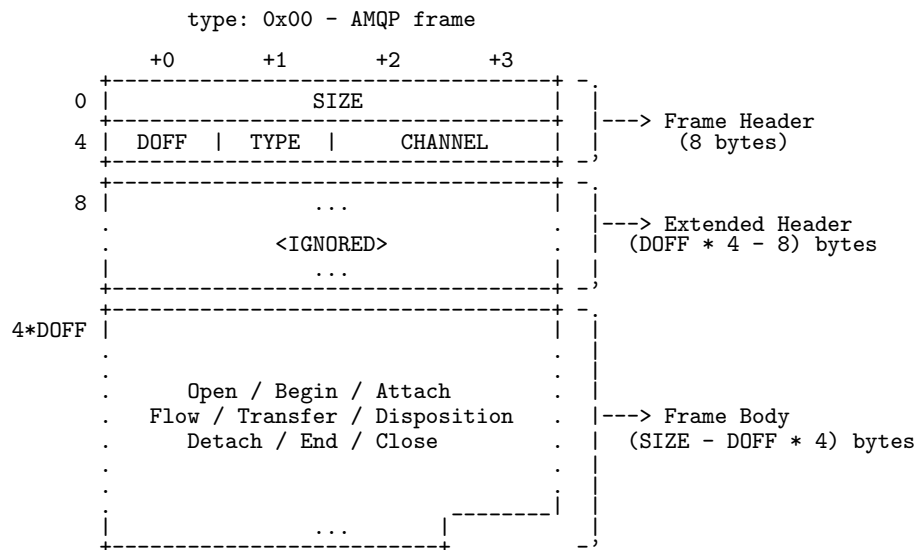 type: 0x00 - AMQP frame
+0 +1 +2 +3
0 SIZE
4 DOFF | TYPE | CHANNEL
---> Frame Header
(8 bytes)
8 ...
<IGNORED>
...
---> Extended Header
(DOFF * 4 - 8) bytes
4*DOFF
Open / Begin / Attach
Flow / Transfer / Disposition
Detach / End / Close
...
---> Frame Body
(SIZE - DOFF * 4) bytes